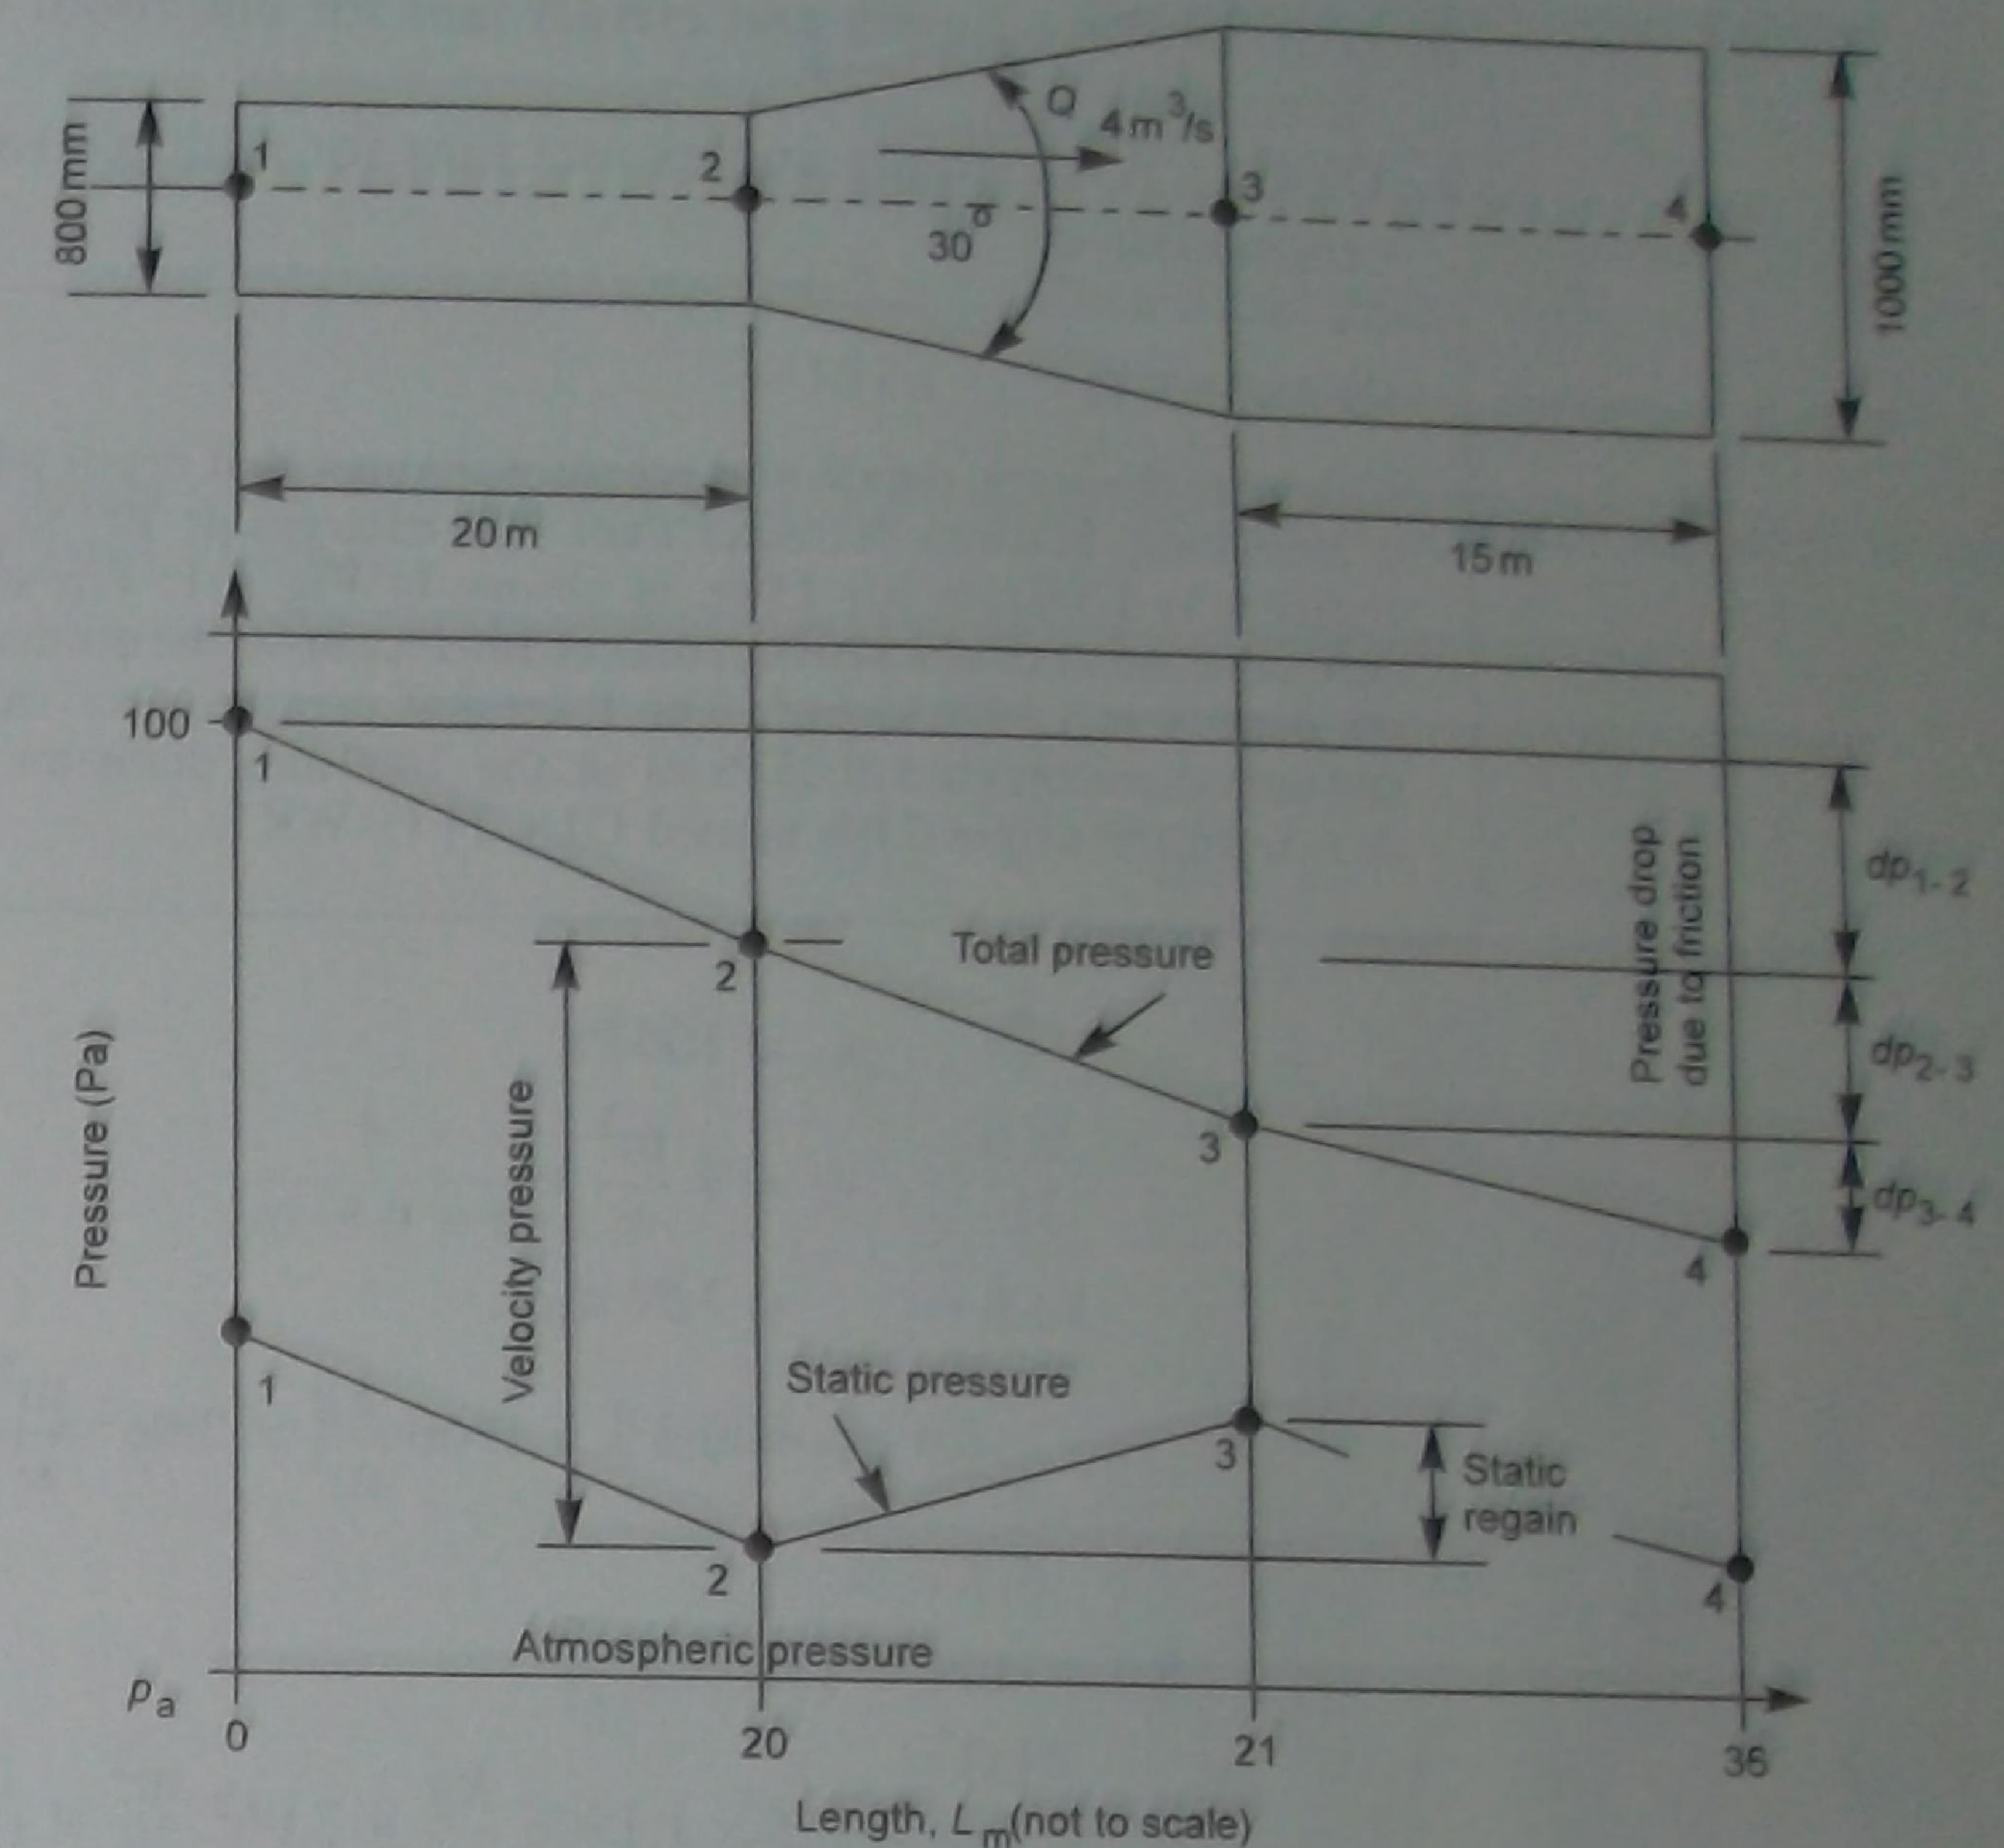 800 mm
1
2
Q 4 m³/s
30°
3
4
1000 mm
20 m
15 m
100
1
dp1-2
Pressure drop
due to friction
2
Total pressure
dp2-3
3
dp3-4
4
Pressure (Pa)
Velocity pressure
1
Static pressure
3
Static
regain
2
4
Atmospheric pressure
pa
0
20
21
36
Length, Lm (not to scale)